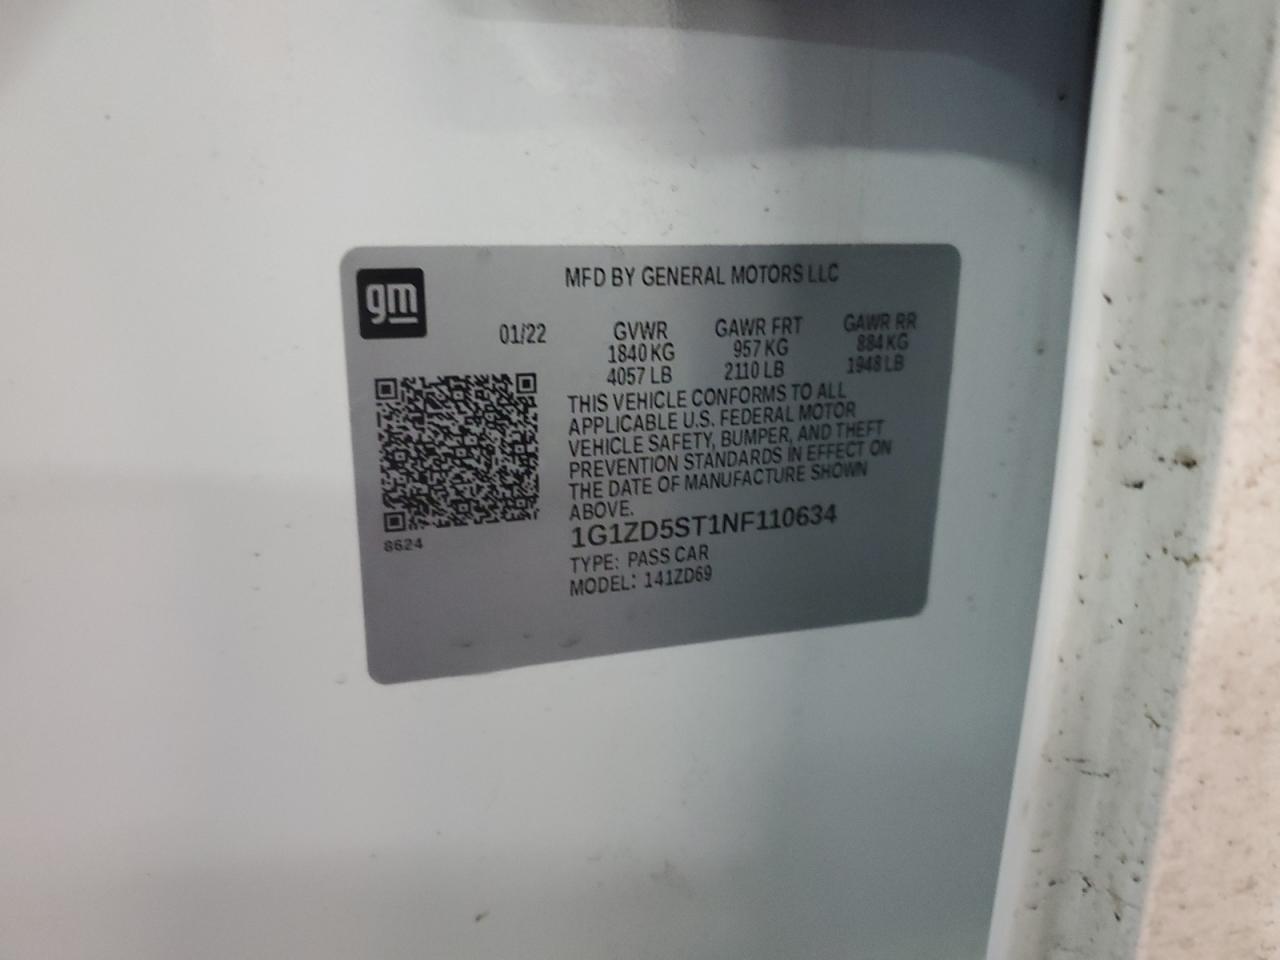 gm
MFD BY GENERAL MOTORS LLC
01/22 GVWR GAWR FRT GAWR RR
1840 KG 957 KG 884 KG
4057 LB 2110 LB 1948 LB
THIS VEHICLE CONFORMS TO ALL
APPLICABLE U.S. FEDERAL MOTOR
VEHICLE SAFETY, BUMPER, AND THEFT
PREVENTION STANDARDS IN EFFECT ON
THE DATE OF MANUFACTURE SHOWN
ABOVE.
8624
1G1ZD5ST1NF110634
TYPE: PASS CAR
MODEL: 141ZD69